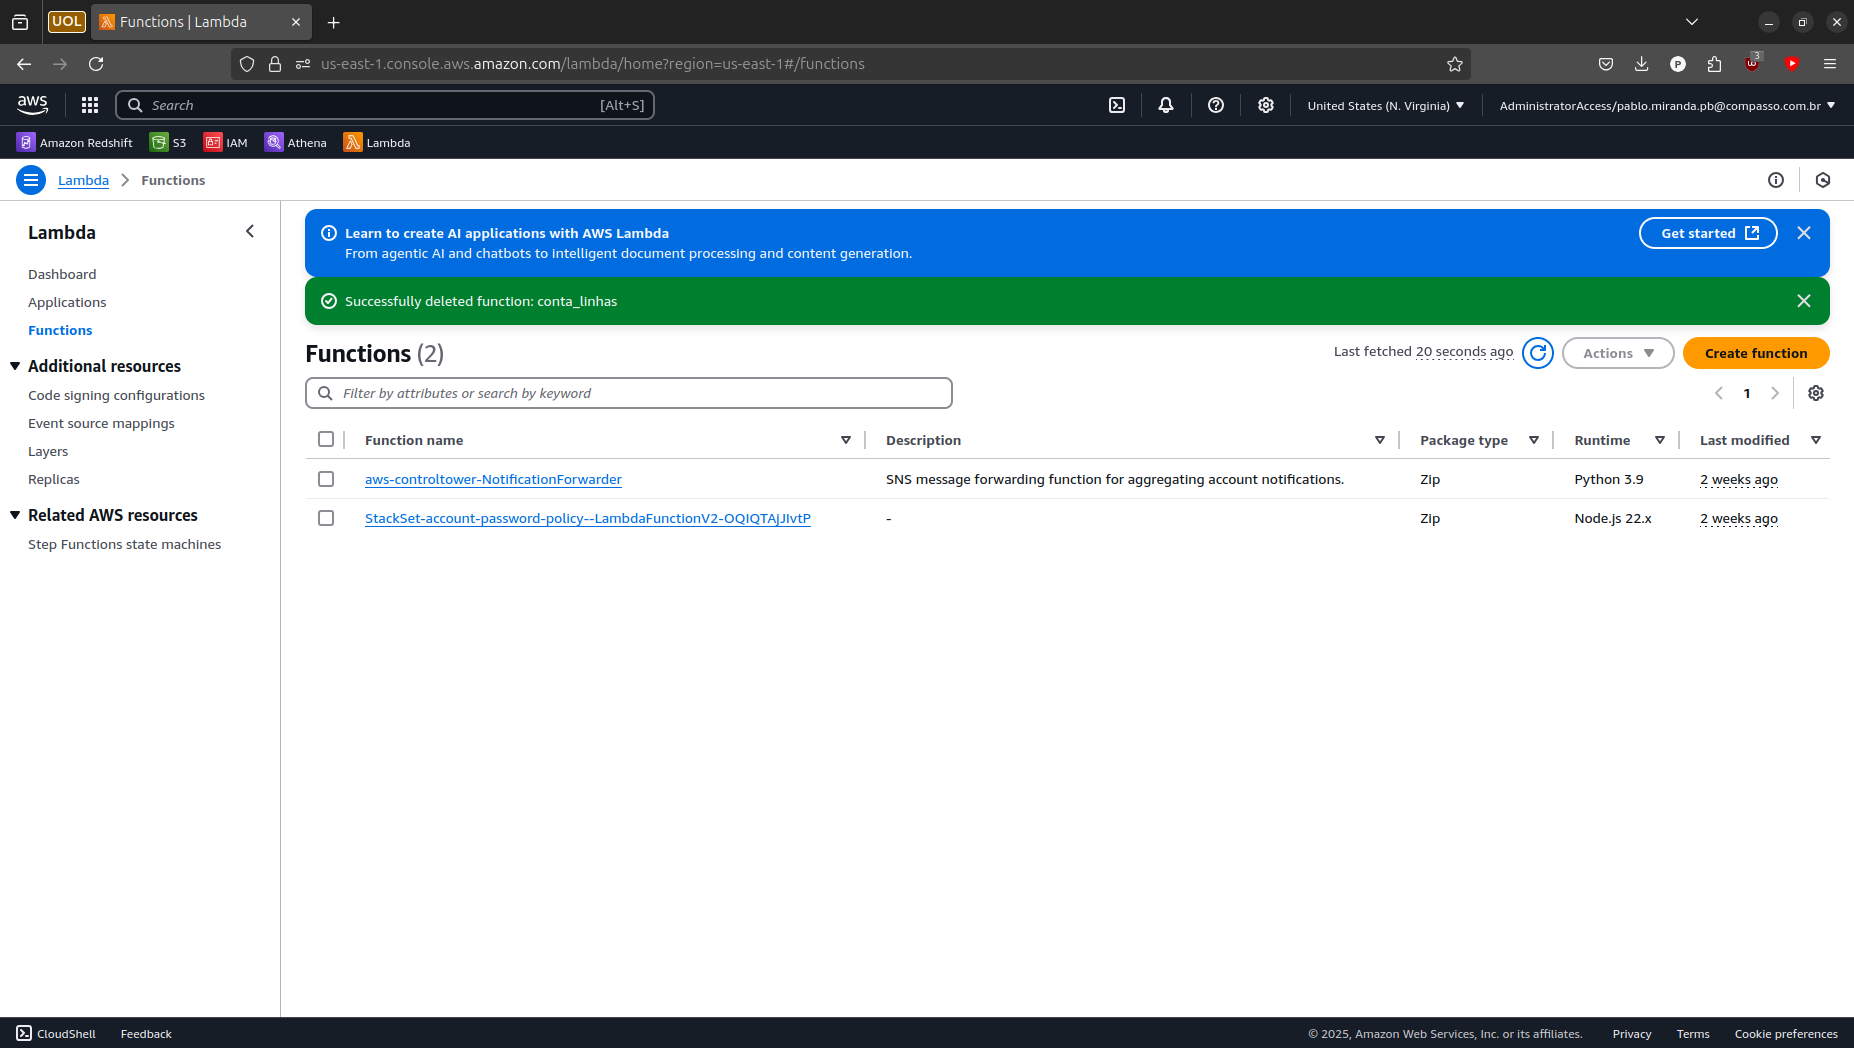 UOL
Functions | Lambda
us-east-1.console.aws.amazon.com/lambda/home?region=us-east-1#/functions
3
P
aws
Search
[Alt+S]
United States (N. Virginia)
AdministratorAccess/pablo.miranda.pb@compasso.com.br
Amazon Redshift
S3
IAM
Athena
Lambda
Lambda
Functions
Lambda
Dashboard
Applications
Functions
Additional resources
Code signing configurations
Event source mappings
Layers
Replicas
Related AWS resources
Step Functions state machines
Learn to create AI applications with AWS Lambda
From agentic AI and chatbots to intelligent document processing and content generation.
Get started
Successfully deleted function: conta_linhas
Functions (2)
Last fetched 20 seconds ago
Actions
Create function
Filter by attributes or search by keyword
1
Function name Description Package type Runtime Last modified
aws-controltower-NotificationForwarder SNS message forwarding function for aggregating account notifications. Zip Python 3.9 2 weeks ago
StackSet-account-password-policy--LambdaFunctionV2-OQIQTAjJIvtP - Zip Node.js 22.x 2 weeks ago
CloudShell
Feedback
© 2025, Amazon Web Services, Inc. or its affiliates.
Privacy
Terms
Cookie preferences